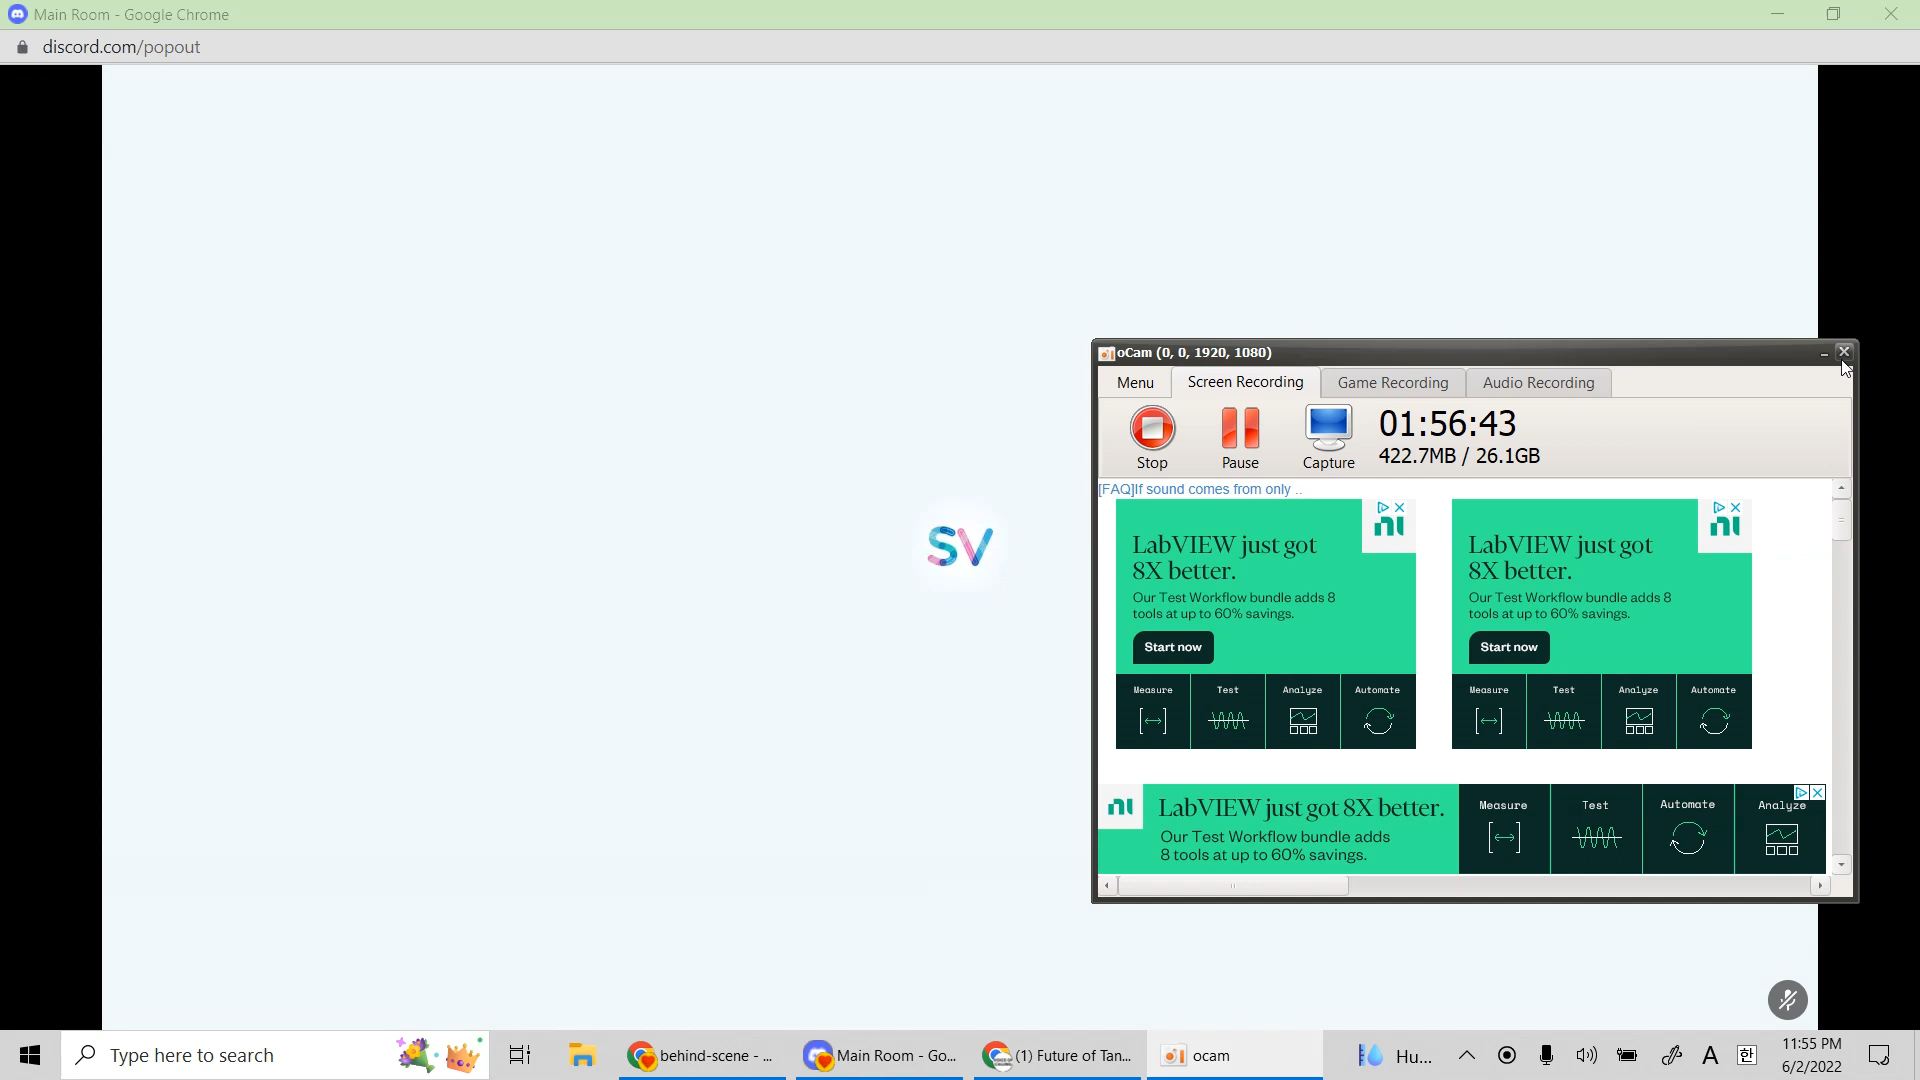 Main Room - Google Chrome
discord.com/popout
SV
oCam (0, 0, 1920, 1080)
Menu
Screen Recording
Game Recording
Audio Recording
Stop
Pause
Capture
01:56:43
422.7MB / 26.1GB
[FAQ]If sound comes from only ..
LabVIEW just got
8X better.
Our Test Workflow bundle adds 8
tools at up to 60% savings.
Start now
Measure
Test
Analyze
Automate
LabVIEW just got
8X better.
Our Test Workflow bundle adds 8
tools at up to 60% savings.
Start now
Measure
Test
Analyze
Automate
LabVIEW just got 8X better.
Our Test Workflow bundle adds
8 tools at up to 60% savings.
Measure
Test
Automate
Analyze
Type here to search
behind-scene - ...
Main Room - Go...
(1) Future of Tan...
ocam
Hu...
A
한
11:55 PM
6/2/2022